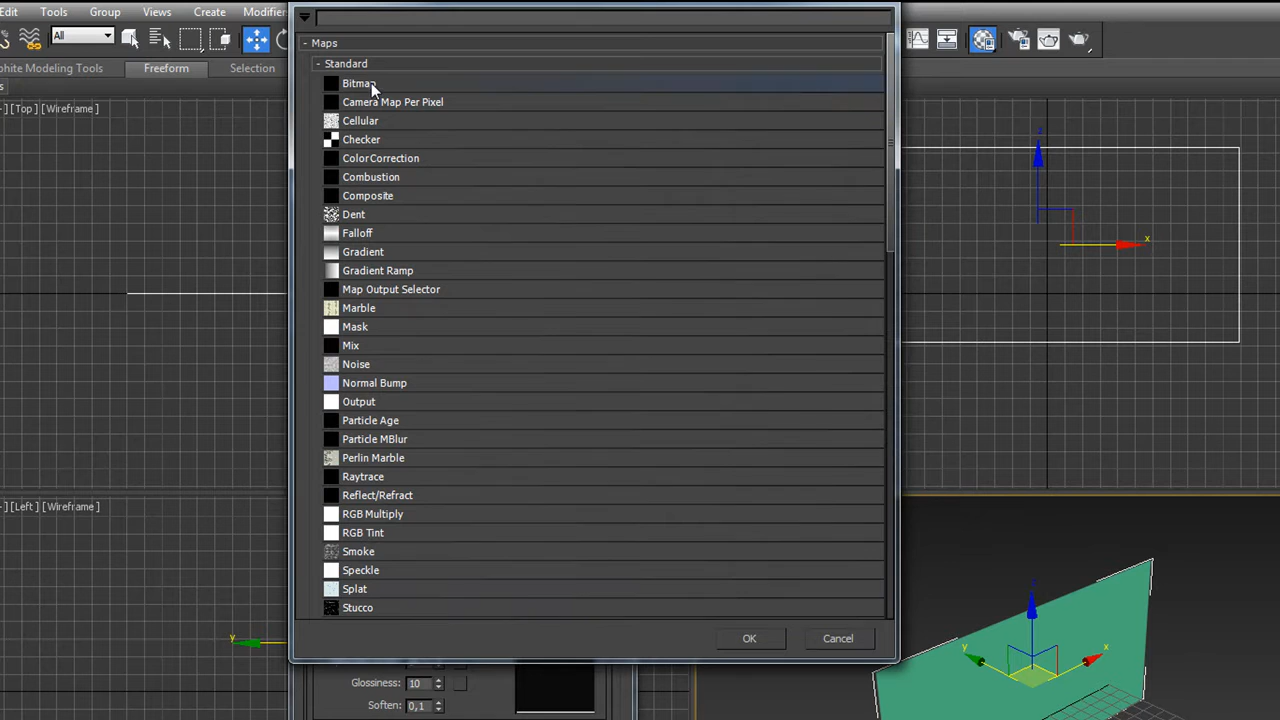 Edit Tools Group Views Create Modifier
All
phite Modeling Tools Freeform Selection
- Maps
- Standard
Bitmap
Camera Map Per Pixel
Cellular
Checker
ColorCorrection
Combustion
Composite
Dent
Falloff
Gradient
Gradient Ramp
Map Output Selector
Marble
Mask
Mix
Noise
Normal Bump
Output
Particle Age
Particle MBlur
Perlin Marble
Raytrace
Reflect/Refract
RGB Multiply
RGB Tint
Smoke
Speckle
Splat
Stucco
OK Cancel
-] [Top] [Wireframe]
z
x
-] [Left] [Wireframe]
y
y x
Glossiness: 10
Soften: 0,1